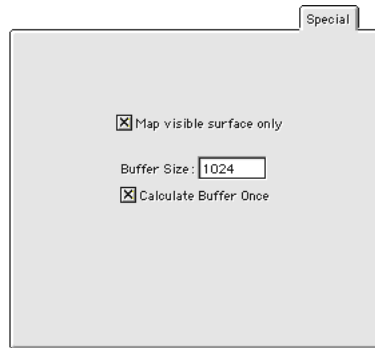 Special
Map visible surface only
Buffer Size: 1024
Calculate Buffer Once